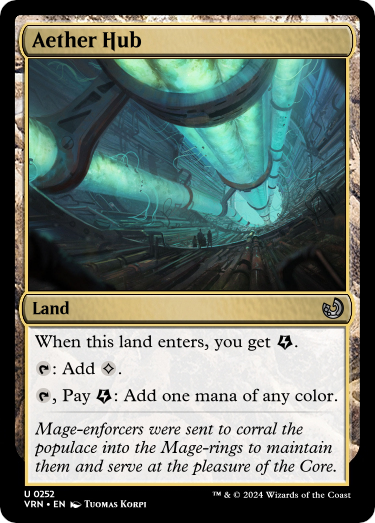 Aether Hub
Land
When this land enters, you get.
: Add.
, Pay: Add one mana of any color.
Mage-enforcers were sent to corral the
populace into the Mage-rings to maintain
them and serve at the pleasure of the Core.
U 0252
VRN • EN Tuomas Korpi
™ & © 2024 Wizards of the Coast